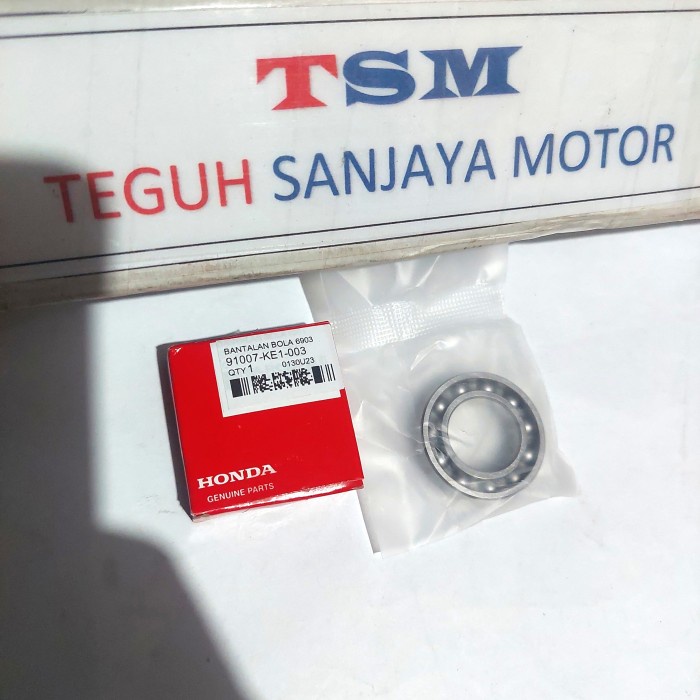 TSM
TEGUH SANJAYA MOTOR
BANTALAN BOLA 6903
91007-KE1-003
QTY 1 0130U23
HONDA
GENUINE PARTS